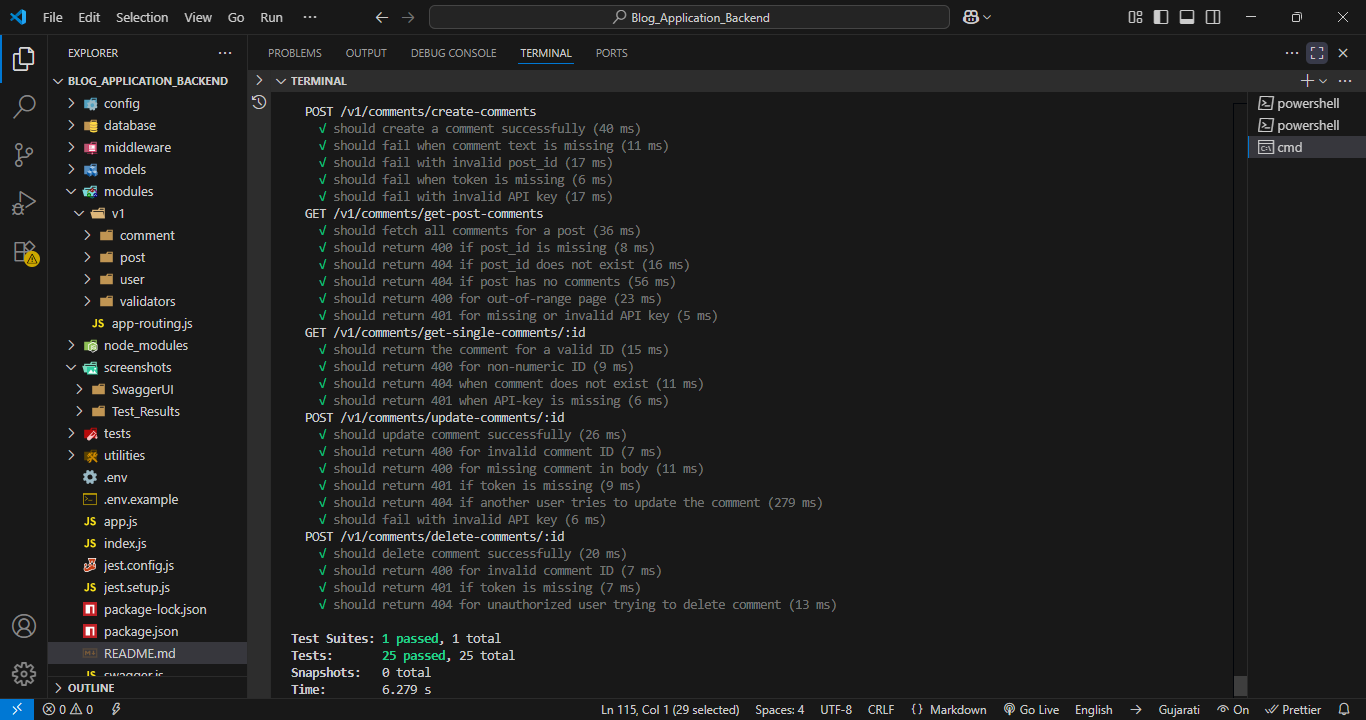 File Edit Selection View Go Run ··· Blog_Application_Backend
EXPLORER ···
BLOG_APPLICATION_BACKEND
config
database
middleware
models
modules
v1
comment
post
user
validators
JS app-routing.js
node_modules
screenshots
SwaggerUI
Test_Results
tests
utilities
.env
.env.example
JS app.js
JS index.js
jest.config.js
JS jest.setup.js
package-lock.json
package.json
README.md
JS swagger.js
OUTLINE
PROBLEMS OUTPUT DEBUG CONSOLE TERMINAL PORTS
TERMINAL
POST /v1/comments/create-comments
√ should create a comment successfully (40 ms)
√ should fail when comment text is missing (11 ms)
√ should fail with invalid post_id (17 ms)
√ should fail when token is missing (6 ms)
√ should fail with invalid API key (17 ms)
GET /v1/comments/get-post-comments
√ should fetch all comments for a post (36 ms)
√ should return 400 if post_id is missing (8 ms)
√ should return 404 if post_id does not exist (16 ms)
√ should return 404 if post has no comments (56 ms)
√ should return 400 for out-of-range page (23 ms)
√ should return 401 for missing or invalid API key (5 ms)
GET /v1/comments/get-single-comments/:id
√ should return the comment for a valid ID (15 ms)
√ should return 400 for non-numeric ID (9 ms)
√ should return 404 when comment does not exist (11 ms)
√ should return 401 when API-key is missing (6 ms)
POST /v1/comments/update-comments/:id
√ should update comment successfully (26 ms)
√ should return 400 for invalid comment ID (7 ms)
√ should return 400 for missing comment in body (11 ms)
√ should return 401 if token is missing (9 ms)
√ should return 404 if another user tries to update the comment (279 ms)
√ should fail with invalid API key (6 ms)
POST /v1/comments/delete-comments/:id
√ should delete comment successfully (20 ms)
√ should return 400 for invalid comment ID (7 ms)
√ should return 401 if token is missing (7 ms)
√ should return 404 for unauthorized user trying to delete comment (13 ms)
Test Suites: 1 passed, 1 total
Tests: 25 passed, 25 total
Snapshots: 0 total
Time: 6.279 s
powershell
powershell
cmd
0 0 Ln 115, Col 1 (29 selected) Spaces: 4 UTF-8 CRLF {} Markdown Go Live English → Gujarati On Prettier